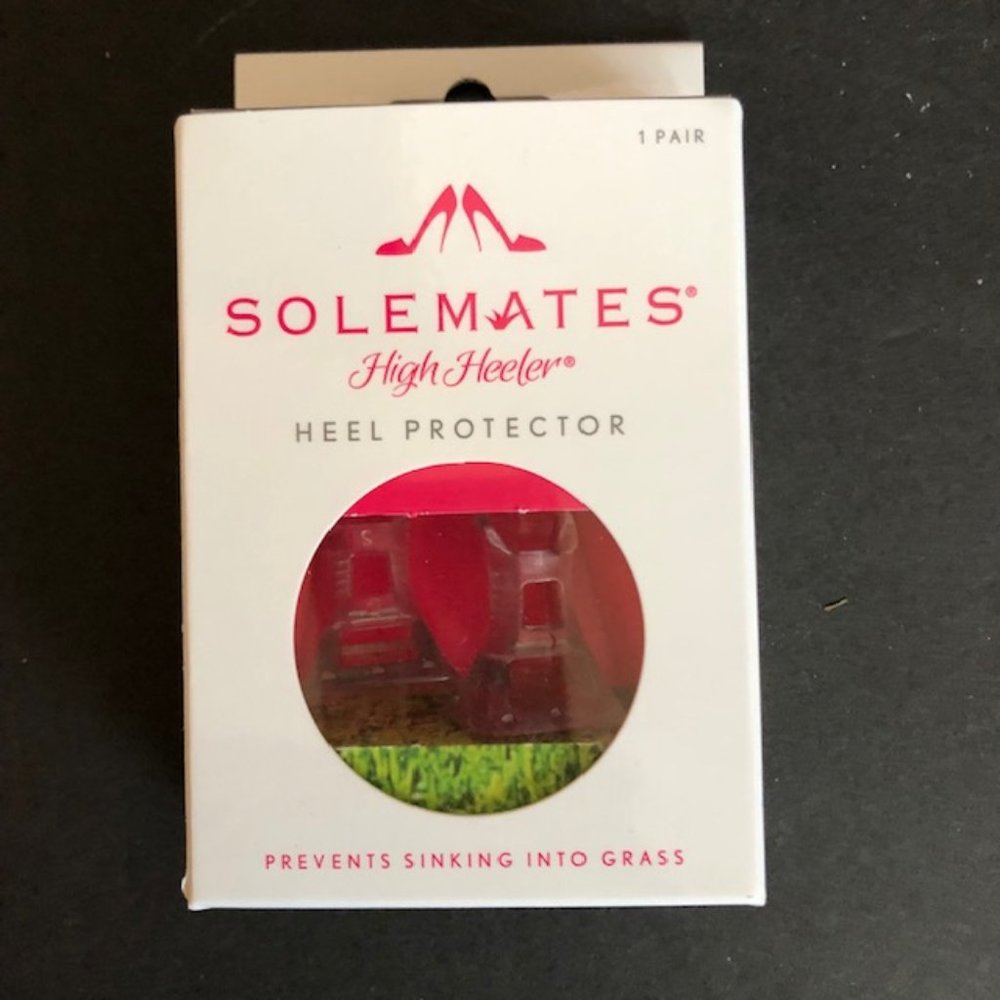 1 PAIR
SOLEMATES®
High Heeler®
HEEL PROTECTOR
S
PREVENTS SINKING INTO GRASS